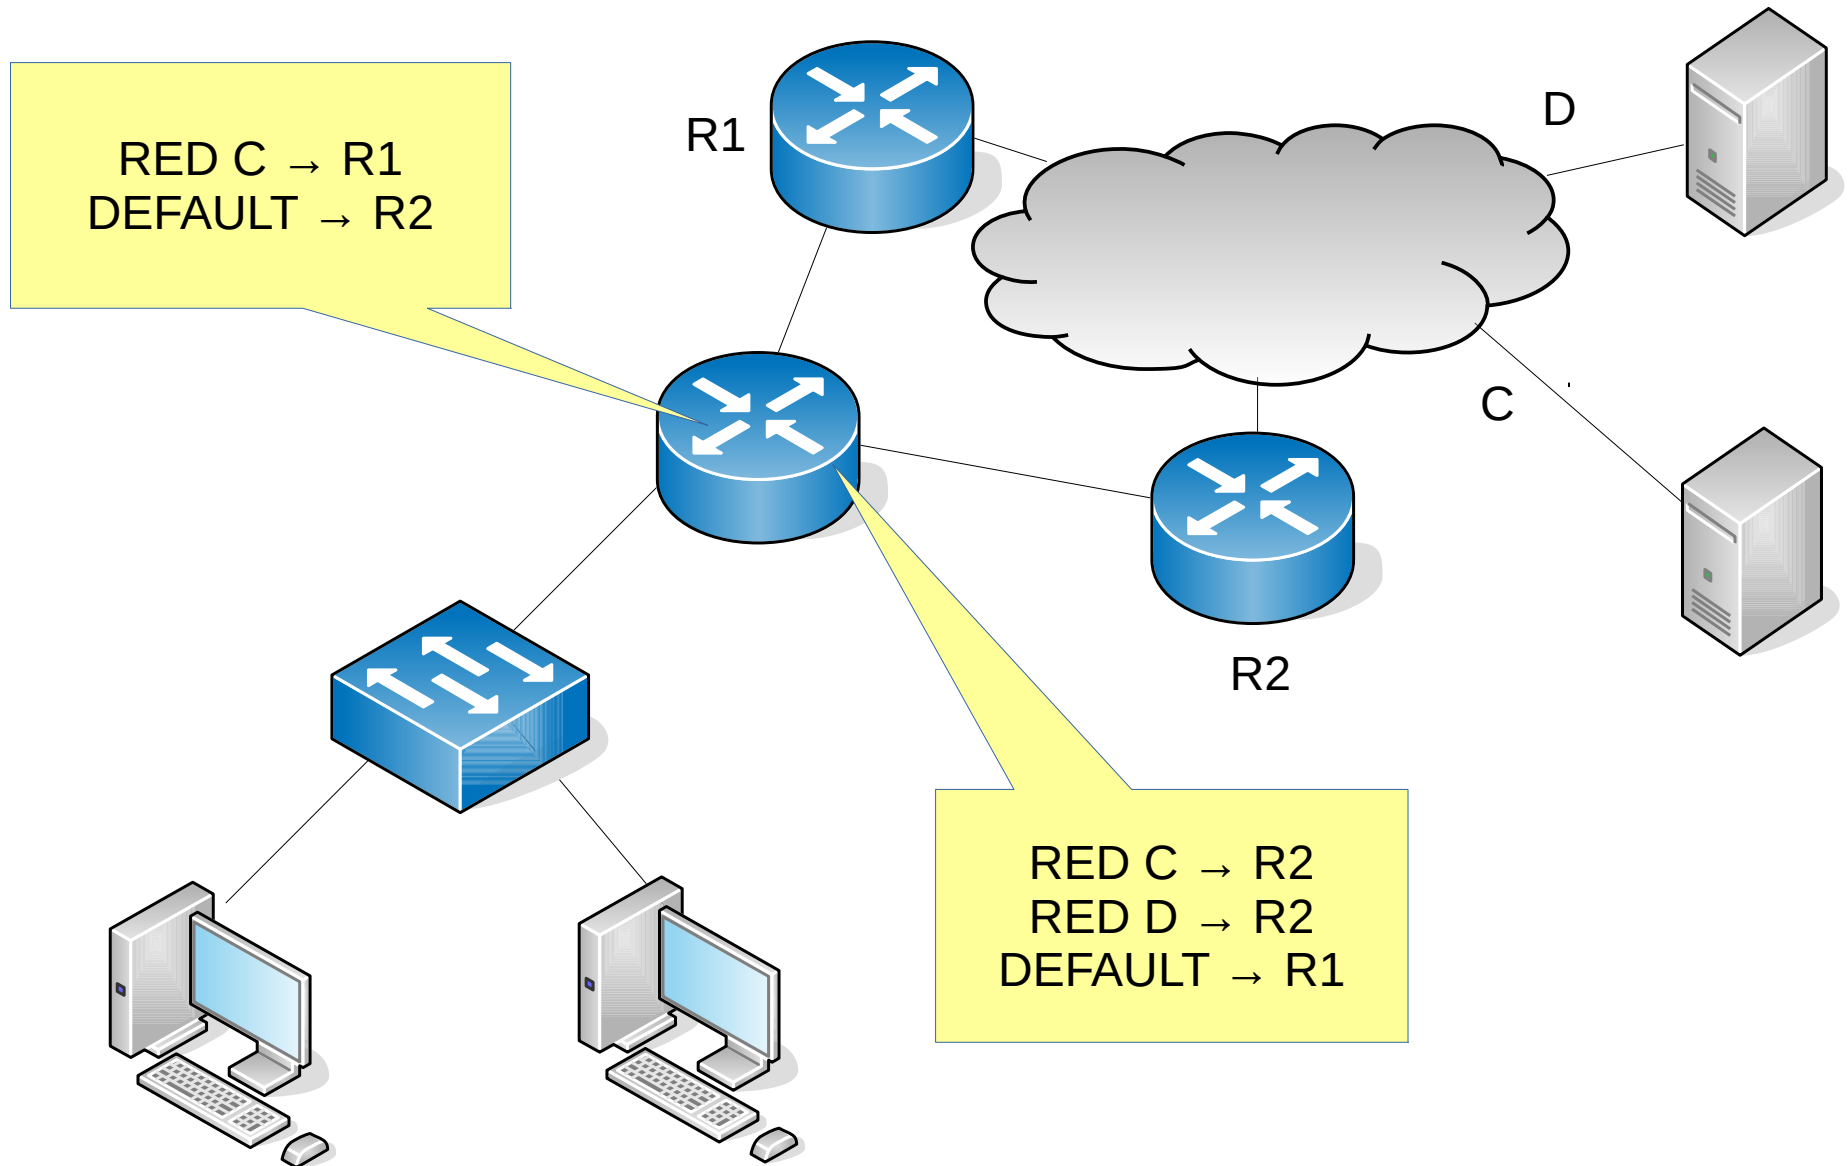 RED C → R1
DEFAULT → R2
R1
D
C
R2
RED C → R2
RED D → R2
DEFAULT → R1